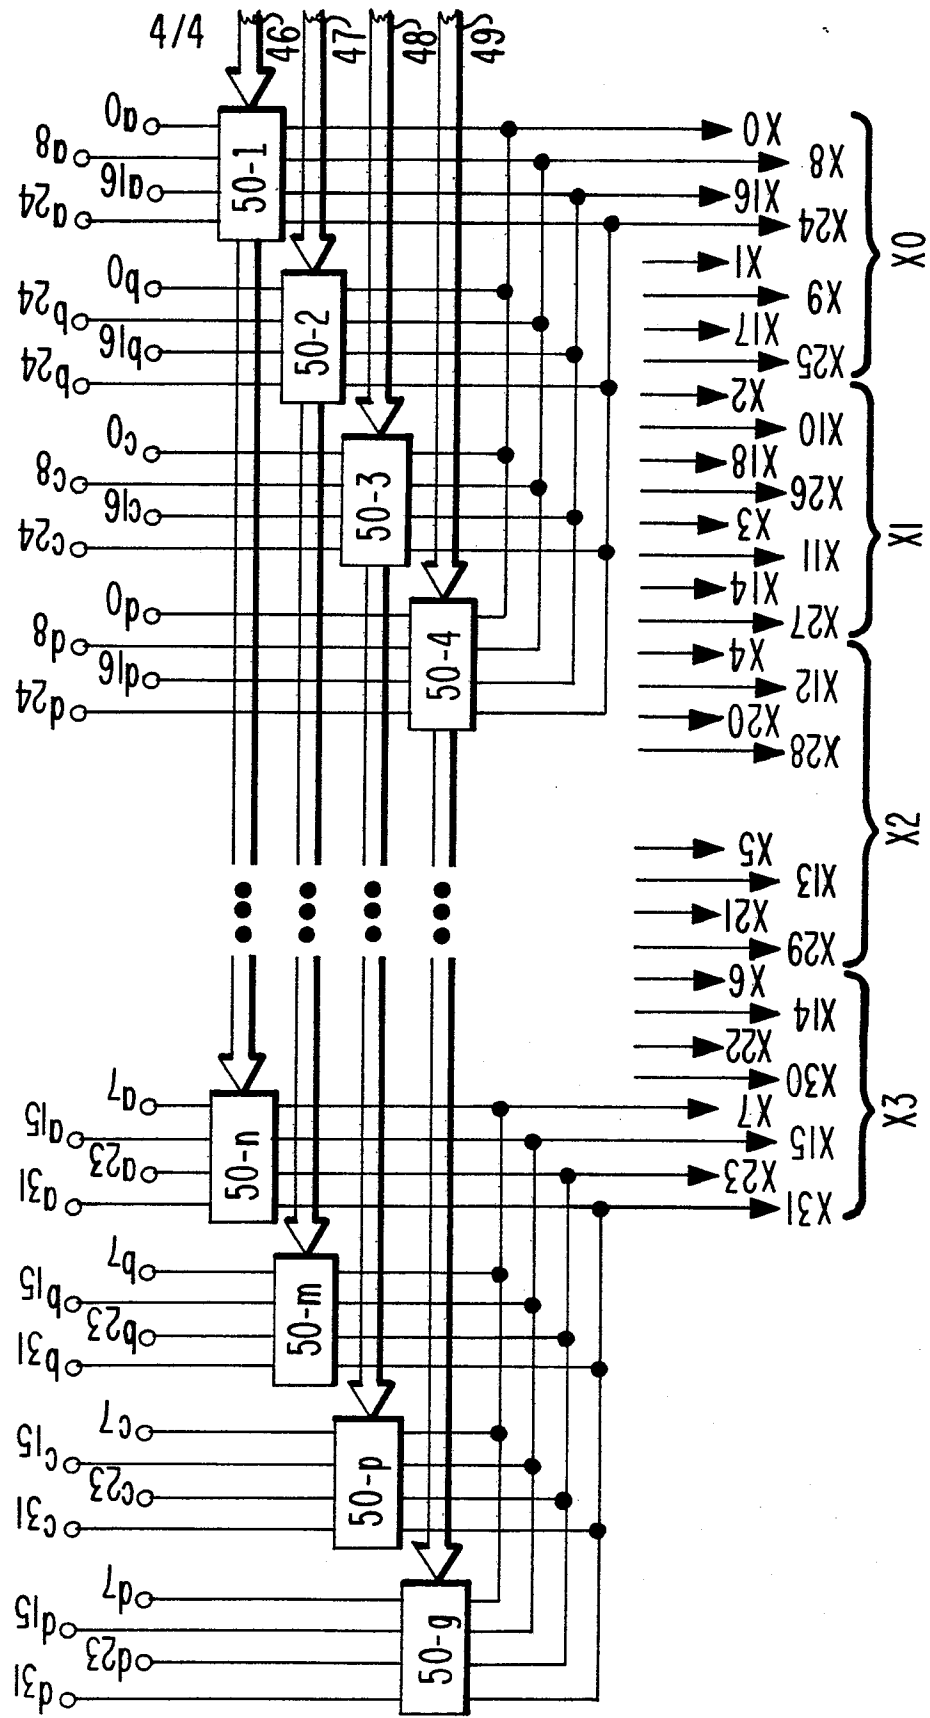 4/4
46
47
48
49
a0
a8
a16
a24
50-1
b0
b24
b16
b24
50-2
c0
c8
c16
c24
50-3
d0
d8
d16
d24
50-4
X0
X8
X16
X24
X1
X9
X17
X25
X0
X2
X10
X18
X26
X3
X11
X14
X27
X1
X4
X12
X20
X28
X5
X13
X21
X29
X2
X6
X14
X22
X30
X7
X15
X23
X31
X3
a7
a15
a23
a31
50-n
b7
b15
b23
b31
50-m
c7
c15
c23
c31
50-p
d7
d15
d23
d31
50-g